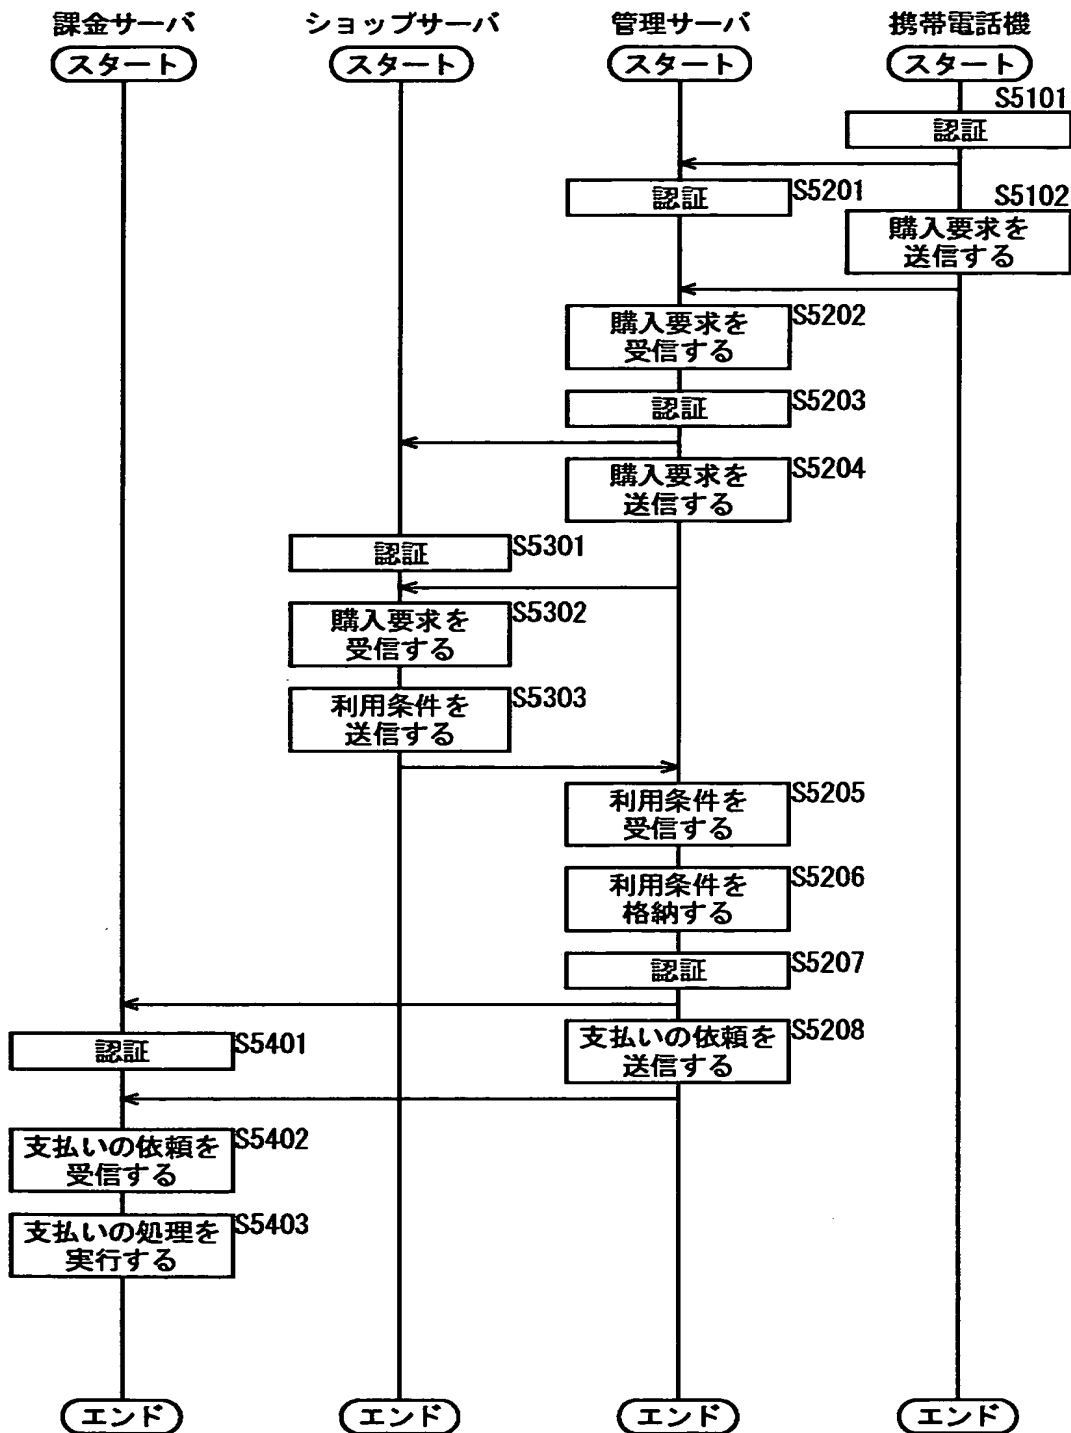 課金サーバ
ショップサーバ
管理サーバ
携帯電話機
スタート
スタート
スタート
スタート
S5101
認証
認証
S5201
S5102
購入要求を
送信する
購入要求を
受信する
S5202
認証
S5203
購入要求を
送信する
S5204
認証
S5301
購入要求を
受信する
S5302
利用条件を
送信する
S5303
利用条件を
受信する
S5205
利用条件を
格納する
S5206
認証
S5207
支払いの依頼を
送信する
S5208
認証
S5401
支払いの依頼を
受信する
S5402
支払いの処理を
実行する
S5403
エンド
エンド
エンド
エンド